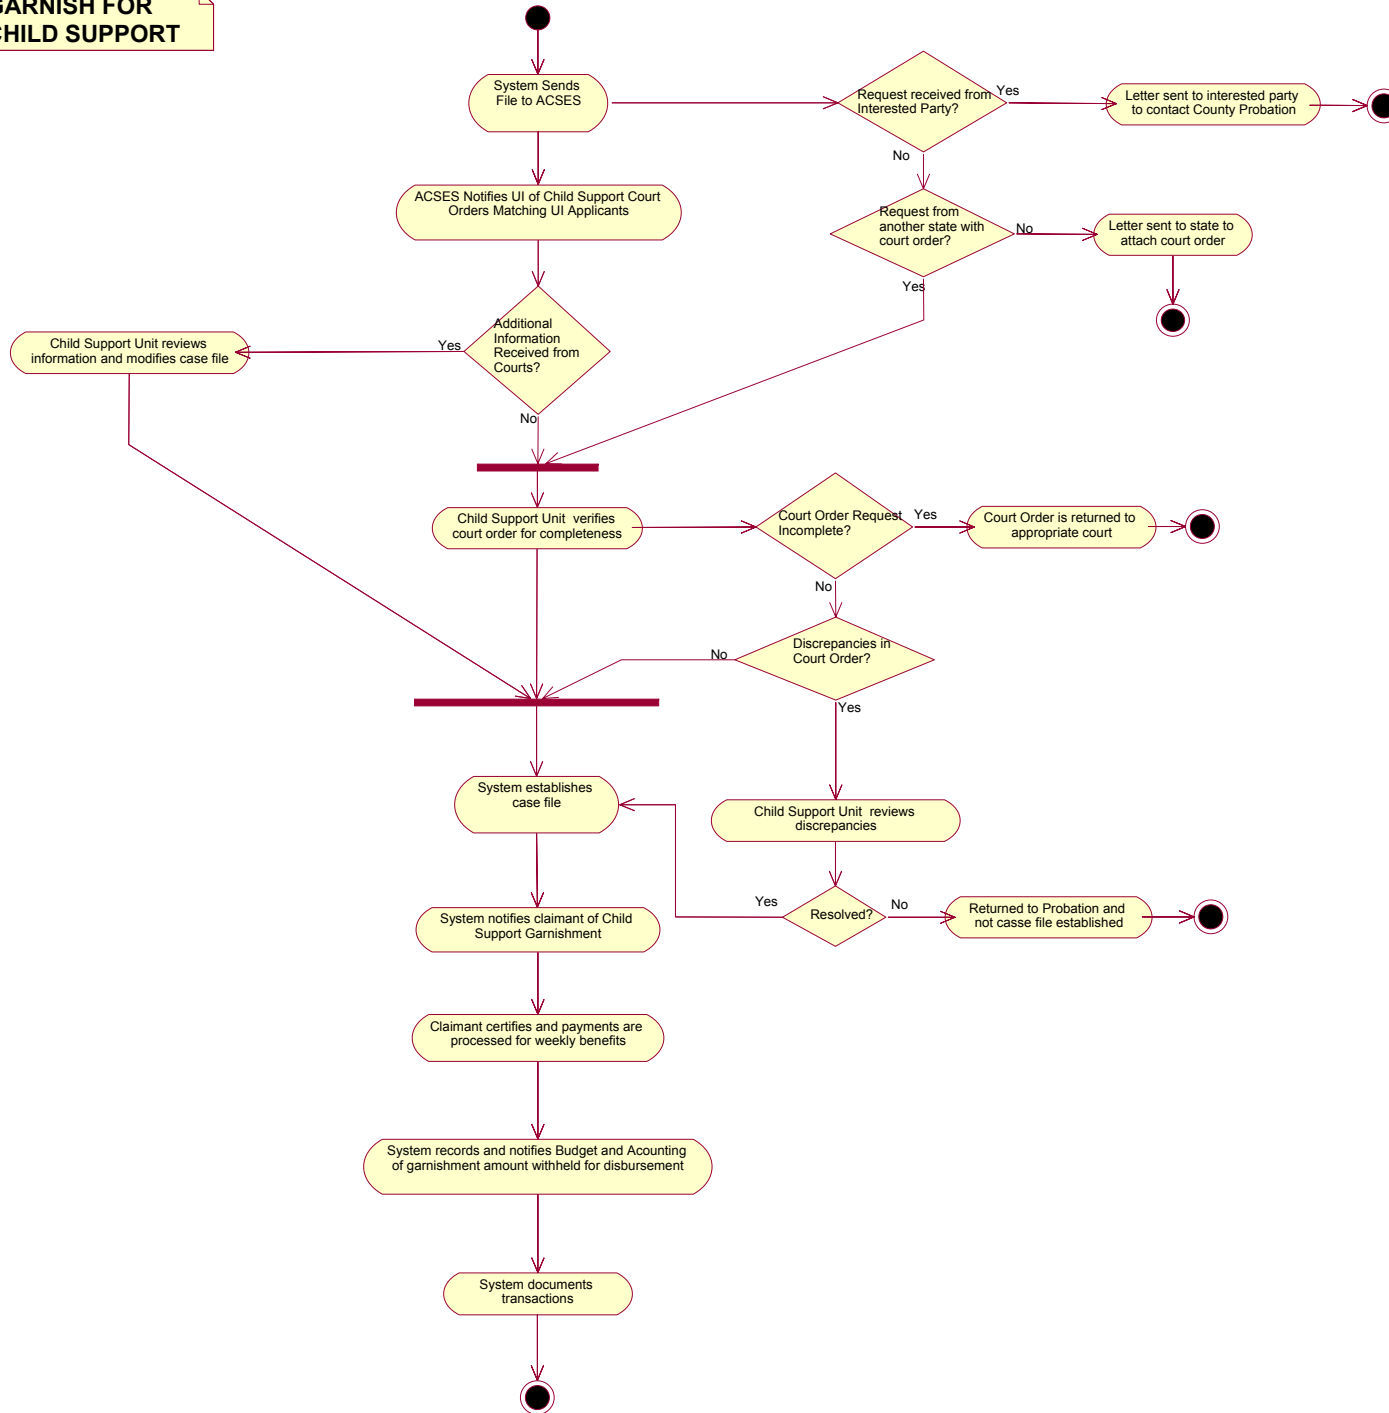 GARNISH FOR
CHILD SUPPORT
System Sends
File to ACSES
Request received from
Interested Party?
Yes
Letter sent to interested party
to contact County Probation
No
ACSES Notifies UI of Child Support Court
Orders Matching UI Applicants
Request from
another state with
court order?
No
Letter sent to state to
attach court order
Yes
Additional
Information
Received from
Courts?
Yes
Child Support Unit reviews
information and modifies case file
No
Child Support Unit verifies
court order for completeness
Court Order Request
Incomplete?
Yes
Court Order is returned to
appropriate court
No
Discrepancies in
Court Order?
No
Yes
System establishes
case file
Child Support Unit reviews
discrepancies
Yes
Resolved?
No
Returned to Probation and
not casse file established
System notifies claimant of Child
Support Garnishment
Claimant certifies and payments are
processed for weekly benefits
System records and notifies Budget and Acounting
of garnishment amount withheld for disbursement
System documents
transactions